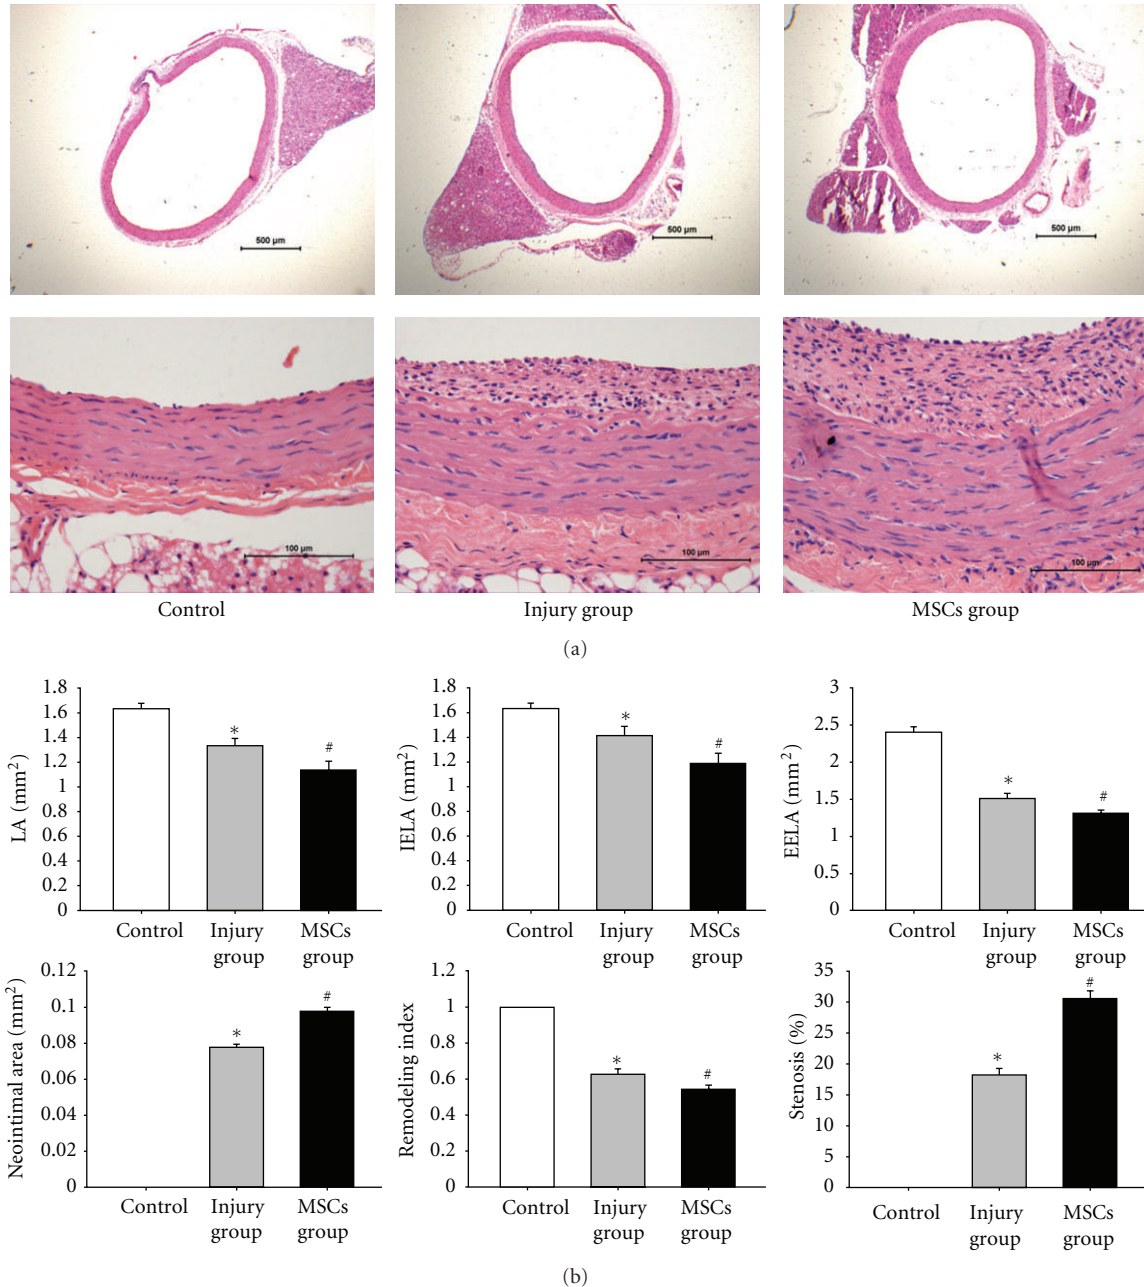 500 µm
500 µm
500 µm
100 µm
100 µm
100 µm
Control
Injury group
MSCs group
(a)
1.8
1.6
1.4
1.2
1
0.8
0.6
0.4
0.2
0
LA (mm²)
*
#
Control
Injury
group
MSCs
group
1.8
1.6
1.4
1.2
1
0.8
0.6
0.4
0.2
0
IELA (mm²)
*
#
Control
Injury
group
MSCs
group
3
2.5
2
1.5
1
0.5
0
EELA (mm²)
*
#
Control
Injury
group
MSCs
group
0.12
0.1
0.08
0.06
0.04
0.02
0
Neointimal area (mm²)
*
#
Control
Injury
group
MSCs
group
1.2
1
0.8
0.6
0.4
0.2
0
Remodeling index
*
#
Control
Injury
group
MSCs
group
35
30
25
20
15
10
5
0
Stenosis (%)
*
#
Control
Injury
group
MSCs
group
(b)